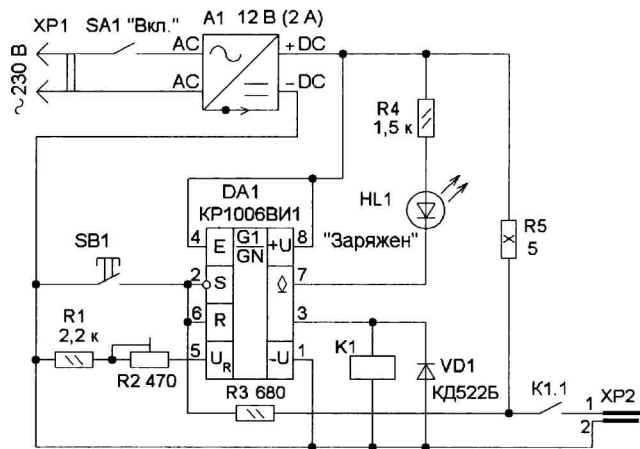 XP1 SA1 "Вкл." A1 12 В (2 А)
~230 В
AC + DC
AC – DC
R4
1,5 к
DA1
КР1006ВИ1
HL1
"Заряжен"
R5
5
SB1
4 E G1 +U 8
GN
2 S 7
6 R 3
5 UR -U 1
R1
2,2 к
R2 470
R3 680
K1
VD1
КД522Б
K1.1
XP2
1
2